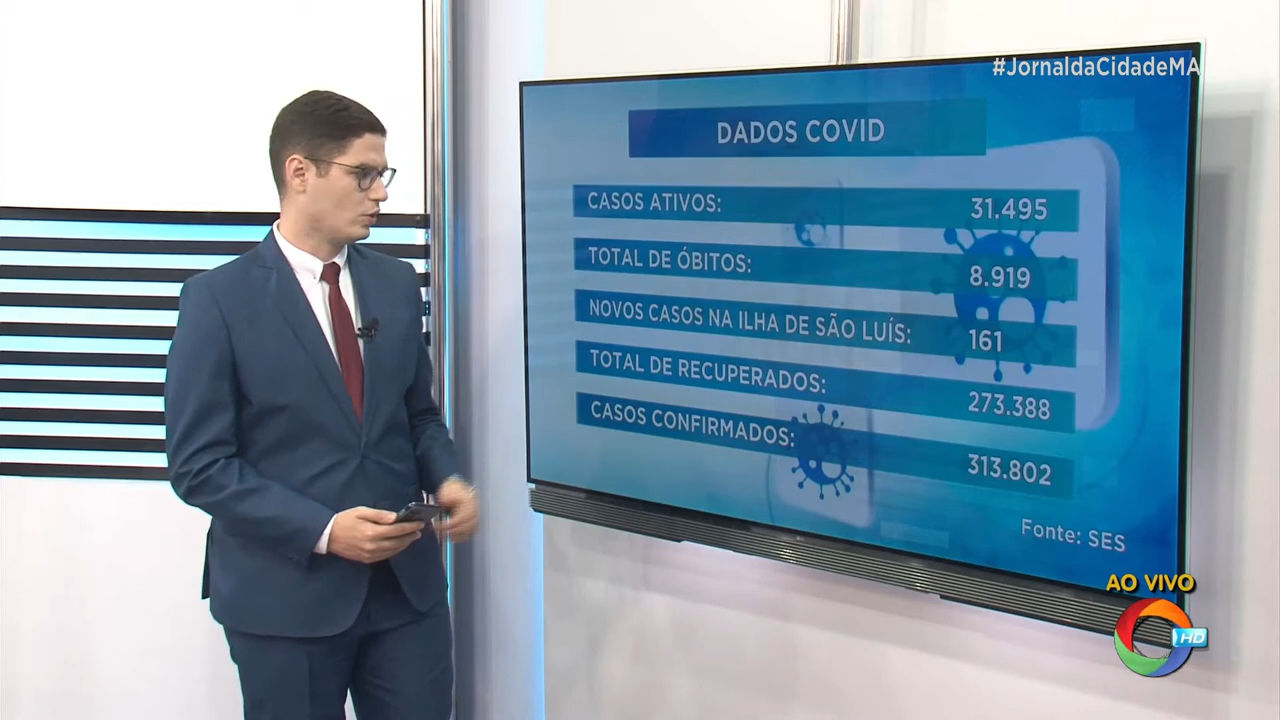 #JornaldaCidadeMA
DADOS COVID
CASOS ATIVOS: 31.495
TOTAL DE ÓBITOS: 8.919
NOVOS CASOS NA ILHA DE SÃO LUÍS: 161
TOTAL DE RECUPERADOS: 273.388
CASOS CONFIRMADOS: 313.802
Fonte: SES
AO VIVO
HD